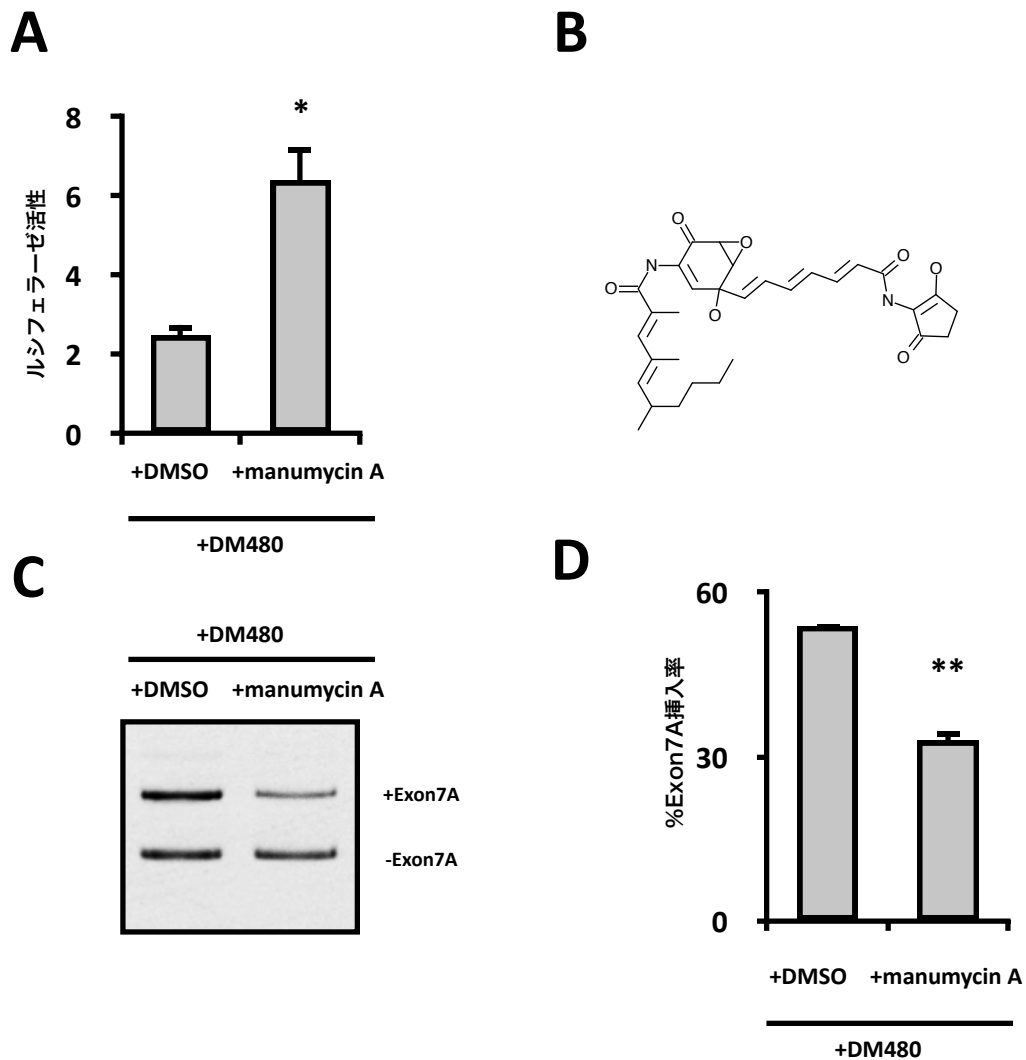 A
8
6
4
2
0
ルシフェラーゼ活性
*
+DMSO
+manumycin A
+DM480
B
O
O
N
O
O
O
N
O
O
C
+DM480
+DMSO
+manumycin A
+Exon7A
-Exon7A
D
60
30
0
%Exon7A挿入率
**
+DMSO
+manumycin A
+DM480